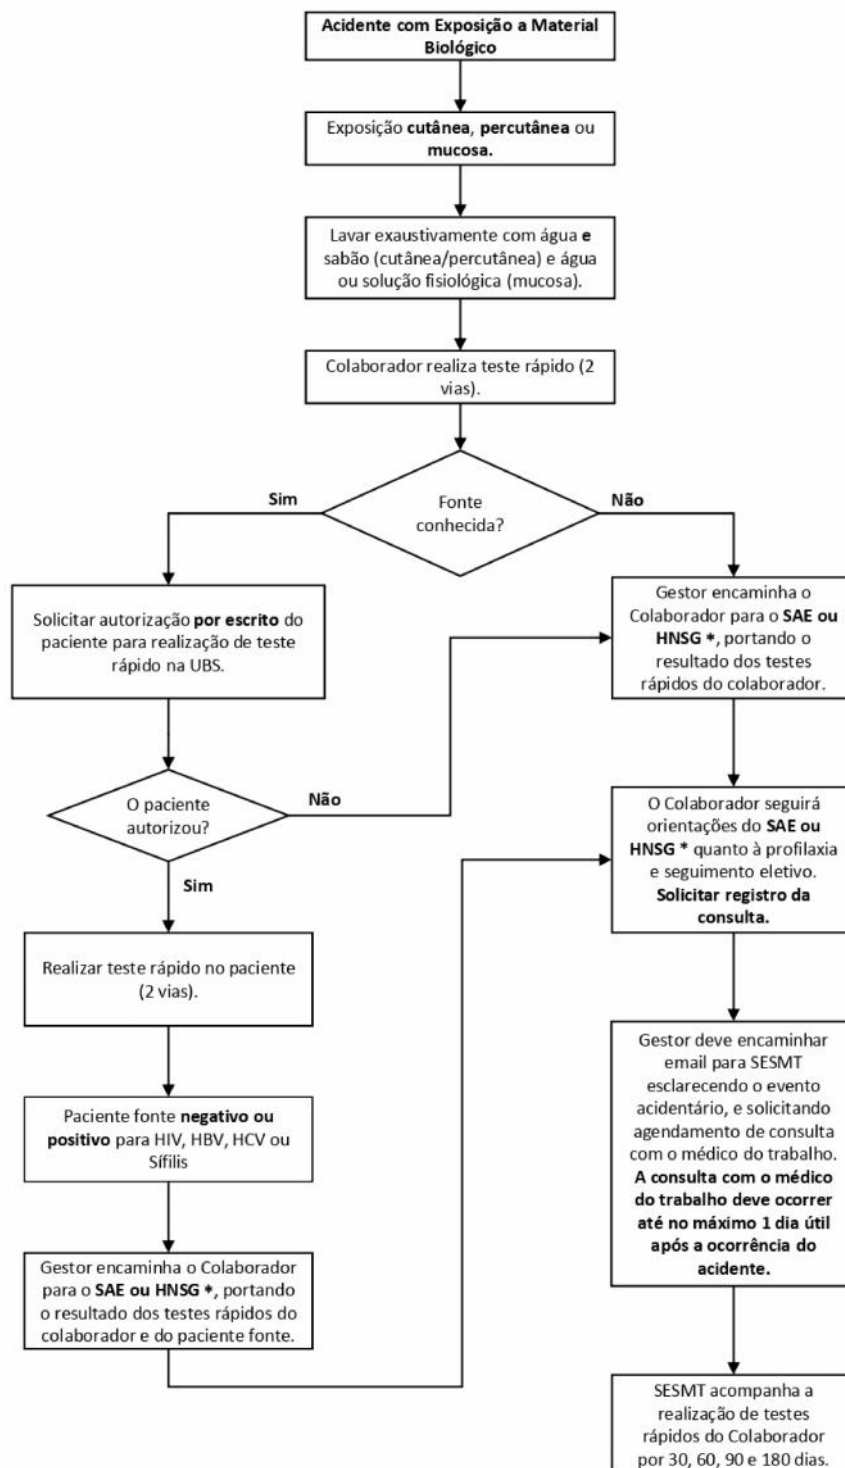 Acidente com Exposição a Material
Biológico
Exposição cutânea, percutânea ou
mucosa.
Lavar exaustivamente com água e
sabão (cutânea/percutânea) e água
ou solução fisiológica (mucosa).
Colaborador realiza teste rápido (2
vias).
Fonte
conhecida?
Sim
Não
Solicitar autorização por escrito do
paciente para realização de teste
rápido na UBS.
O paciente
autorizou?
Não
Sim
Realizar teste rápido no paciente
(2 vias).
Paciente fonte negativo ou
positivo para HIV, HBV, HCV ou
Sífilis
Gestor encaminha o Colaborador
para o SAE ou HNSG *, portando
o resultado dos testes rápidos do
colaborador e do paciente fonte.
Gestor encaminha o
Colaborador para o SAE ou
HNSG *, portando o
resultado dos testes
rápidos do colaborador.
O Colaborador seguirá
orientações do SAE ou
HNSG * quanto à profilaxia
e seguimento eletivo.
Solicitar registro da
consulta.
Gestor deve encaminhar
email para SESMT
esclarecendo o evento
acidentário, e solicitando
agendamento de consulta
com o médico do trabalho.
A consulta com o médico
do trabalho deve ocorrer
até no máximo 1 dia útil
após a ocorrência do
acidente.
SESMT acompanha a
realização de testes
rápidos do Colaborador
por 30, 60, 90 e 180 dias.